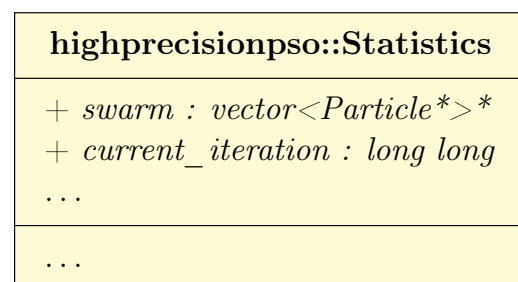 highprecisionpso::Statistics
+ swarm : vector<Particle*>*
+ current_iteration : long long
...
...